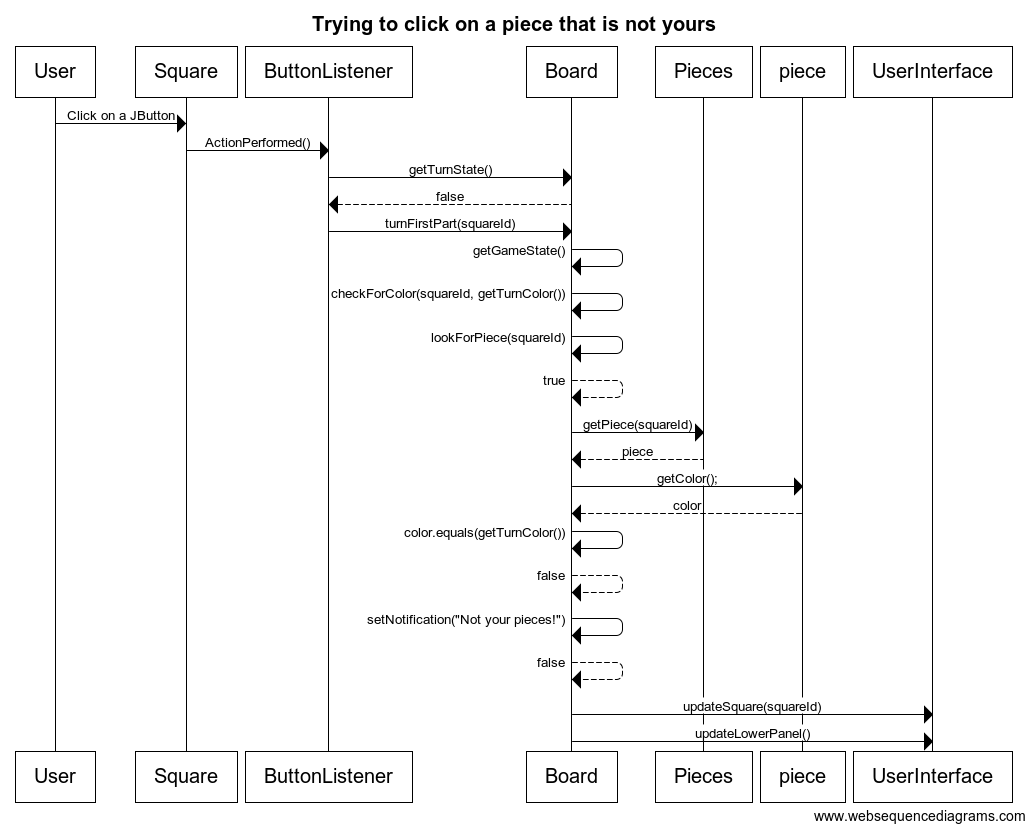 Trying to click on a piece that is not yours
User Square ButtonListener Board Pieces piece UserInterface
Click on a JButton
ActionPerformed()
getTurnState()
false
turnFirstPart(squareId)
getGameState()
checkForColor(squareId, getTurnColor())
lookForPiece(squareId)
true
getPiece(squareId)
piece
getColor();
color
color.equals(getTurnColor())
false
setNotification("Not your pieces!")
false
updateSquare(squareId)
updateLowerPanel()
User Square ButtonListener Board Pieces piece UserInterface
www.websequencediagrams.com